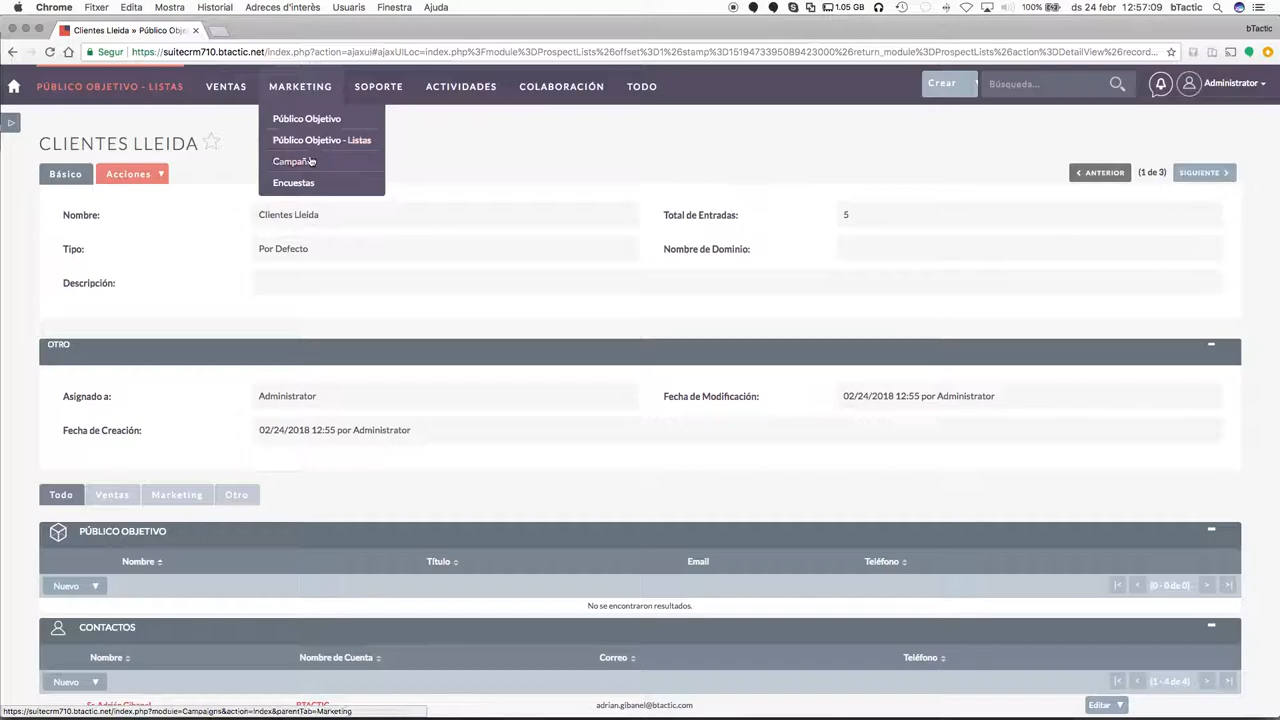 Chrome Fitxer Edita Mostra Historial Adreces d'interès Usuaris Finestra Ajuda 1.05 GB 100% ds 24 febr 12:57:09 bTactic
Clientes Lleida » Público Obje bTactic
Segur https://suitecrm710.btactic.net/index.php?action=ajaxui#ajaxUILoc=index.php%3Fmodule%3DProspectLists%26offset%3D1%26stamp%3D1519473395089423000%26return_module%3DProspectLists%26action%3DDetailView%26record...
PÚBLICO OBJETIVO - LISTAS VENTAS MARKETING SOPORTE ACTIVIDADES COLABORACIÓN TODO Crear Búsqueda... Administrator
Público Objetivo
Público Objetivo - Listas
Campañ
Encuestas
CLIENTES LLEIDA
Básico Acciones ANTERIOR (1 de 3) SIGUIENTE
Nombre: Clientes Lleida Total de Entradas: 5
Tipo: Por Defecto Nombre de Dominio:
Descripción:
OTRO
Asignado a: Administrator Fecha de Modificación: 02/24/2018 12:55 por Administrator
Fecha de Creación: 02/24/2018 12:55 por Administrator
Todo Ventas Marketing Otro
PÚBLICO OBJETIVO
Nombre Título Email Teléfono
Nuevo (0 - 0 de 0)
No se encontraron resultados.
CONTACTOS
Nombre Nombre de Cuenta Correo Teléfono
Nuevo (1 - 4 de 4)
Sr. Adrián Gibanel BTACTIC adrian.gibanel@btactic.com Editar
https://suitecrm710.btactic.net/index.php?module=Campaigns&action=index&parentTab=Marketing